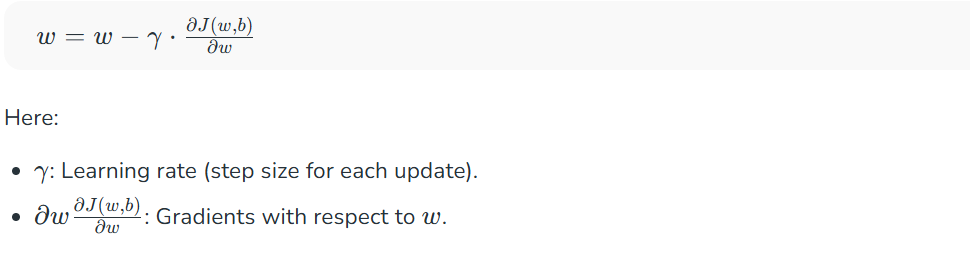 w = w − γ · ∂J(w,b)/∂w
Here:
• γ: Learning rate (step size for each update).
• ∂w ∂J(w,b)/∂w: Gradients with respect to w.